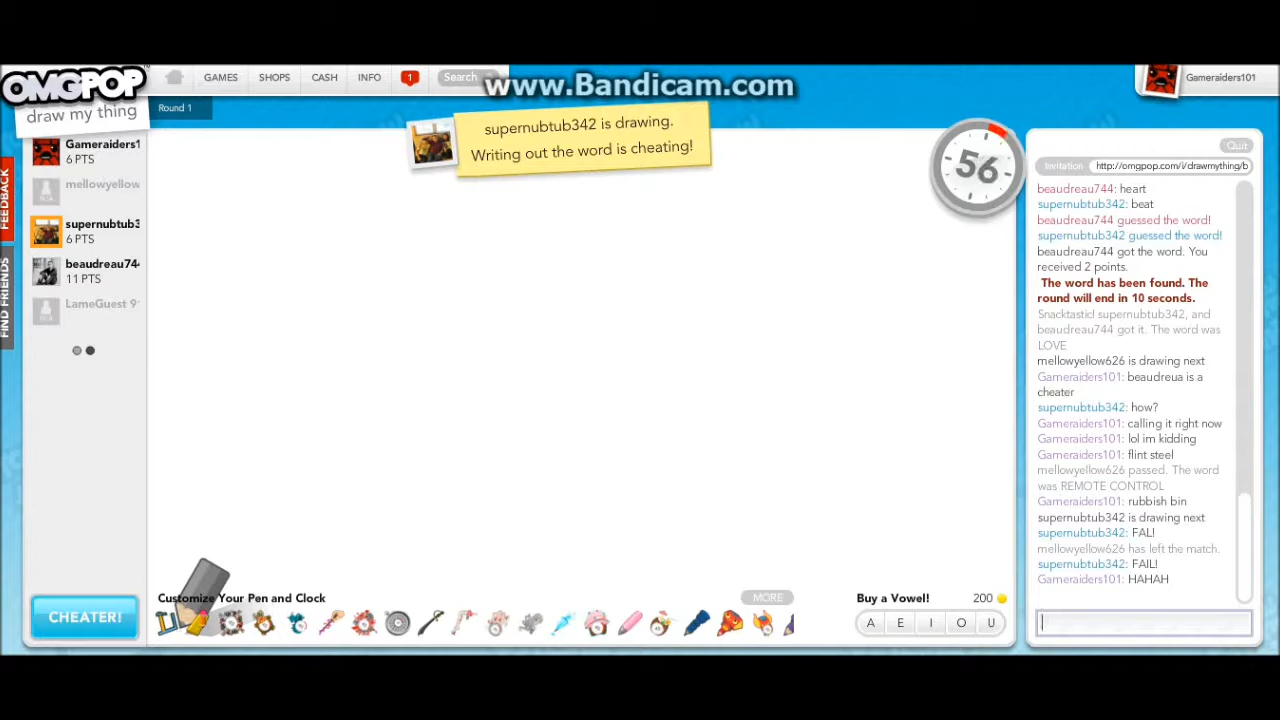 OMGPOP
draw my thing
GAMES
SHOPS
CASH
INFO
1
Search
www.Bandicam.com
Gameraiders101
Round 1
supernubtub342 is drawing.
Writing out the word is cheating!
56
FEEDBACK
FIND FRIENDS
Gameraiders1
6 PTS
mellowyellow
N/A
supernubtub3
6 PTS
beaudreau744
11 PTS
LameGuest 9
N/A
CHEATER!
Customize Your Pen and Clock
MORE
Buy a Vowel!
200
A E I O U
Quit
Invitation
http://omgpop.com/i/drawmything/b
beaudreau744: heart
supernubtub342: beat
beaudreau744 guessed the word!
supernubtub342 guessed the word!
beaudreau744 got the word. You
received 2 points.
The word has been found. The
round will end in 10 seconds.
Snacktastic! supernubtub342, and
beaudreau744 got it. The word was
LOVE
mellowyellow626 is drawing next
Gameraiders101: beaudreua is a
cheater
supernubtub342: how?
Gameraiders101: calling it right now
Gameraiders101: lol im kidding
Gameraiders101: flint steel
mellowyellow626 passed. The word
was REMOTE CONTROL
Gameraiders101: rubbish bin
supernubtub342 is drawing next
supernubtub342: FAL!
mellowyellow626 has left the match.
supernubtub342: FAIL!
Gameraiders101: HAHAH